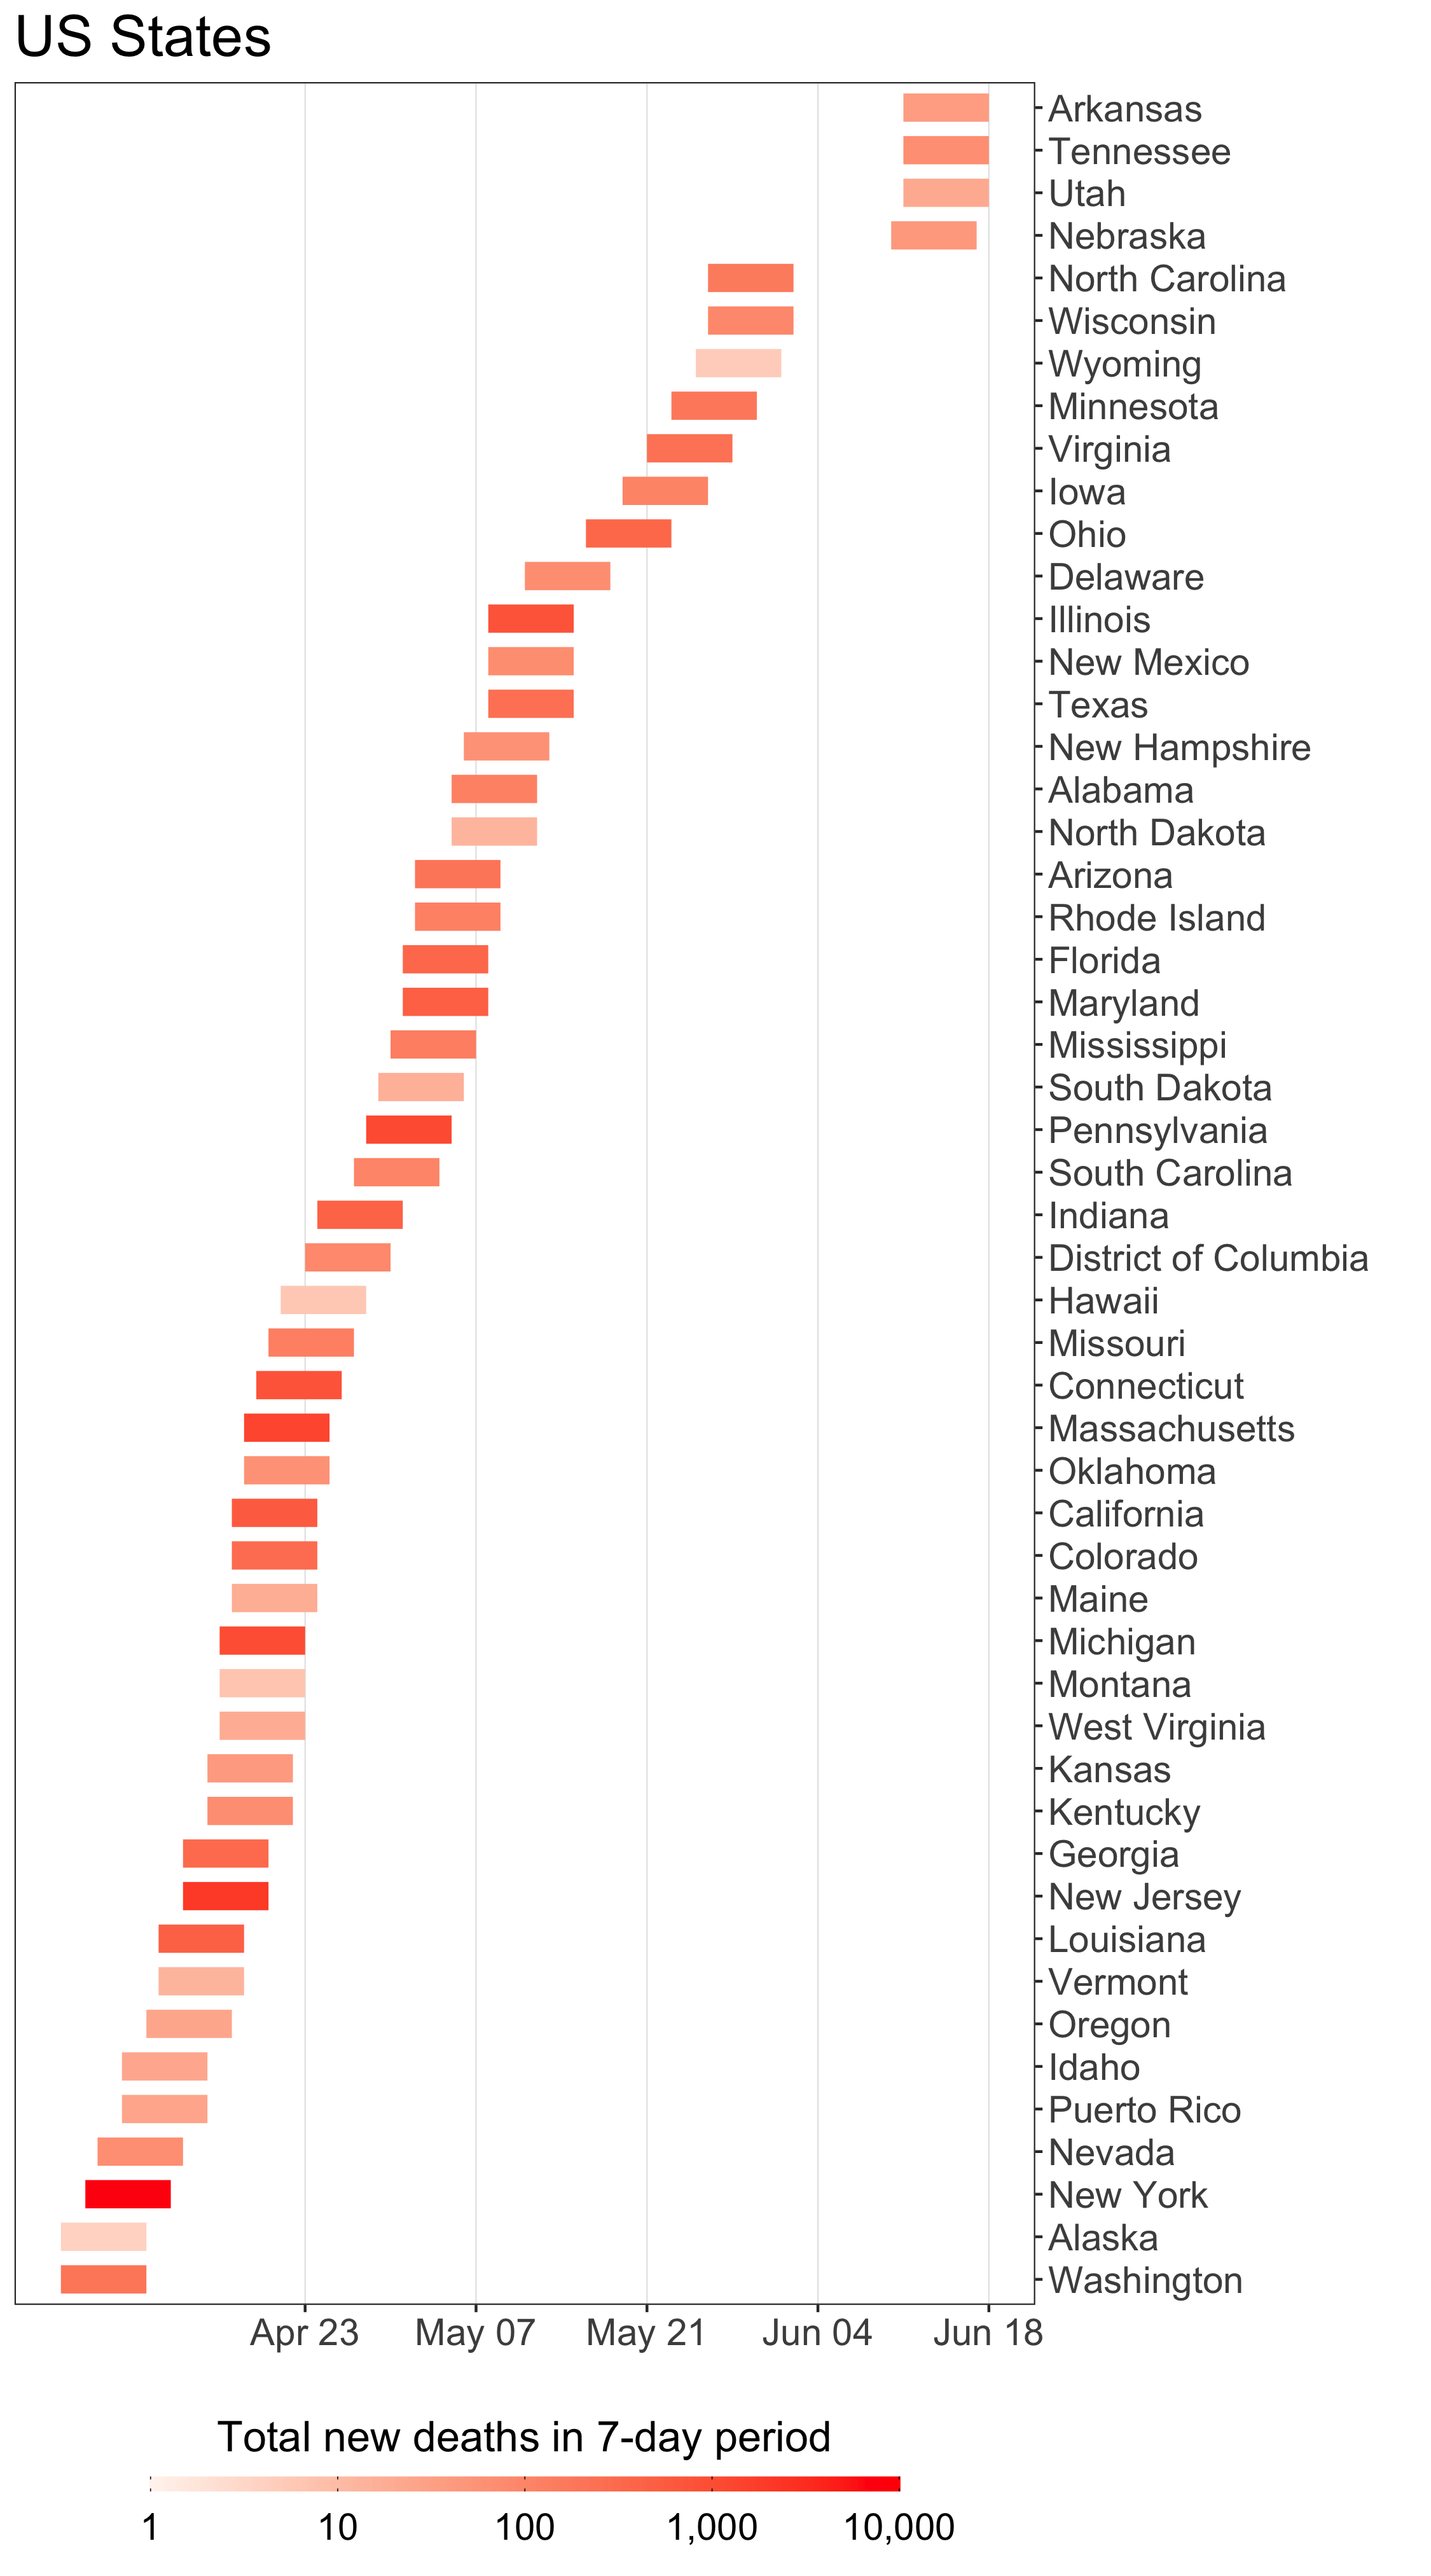 US States
Arkansas
Tennessee
Utah
Nebraska
North Carolina
Wisconsin
Wyoming
Minnesota
Virginia
Iowa
Ohio
Delaware
Illinois
New Mexico
Texas
New Hampshire
Alabama
North Dakota
Arizona
Rhode Island
Florida
Maryland
Mississippi
South Dakota
Pennsylvania
South Carolina
Indiana
District of Columbia
Hawaii
Missouri
Connecticut
Massachusetts
Oklahoma
California
Colorado
Maine
Michigan
Montana
West Virginia
Kansas
Kentucky
Georgia
New Jersey
Louisiana
Vermont
Oregon
Idaho
Puerto Rico
Nevada
New York
Alaska
Washington
Apr 23 May 07 May 21 Jun 04 Jun 18
Total new deaths in 7-day period
1 10 100 1,000 10,000